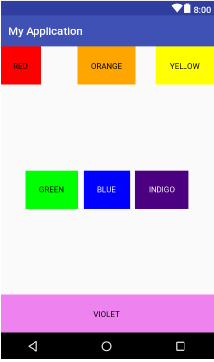 8:00
My Application
RED ORANGE YELLOW
GREEN BLUE INDIGO
VIOLET